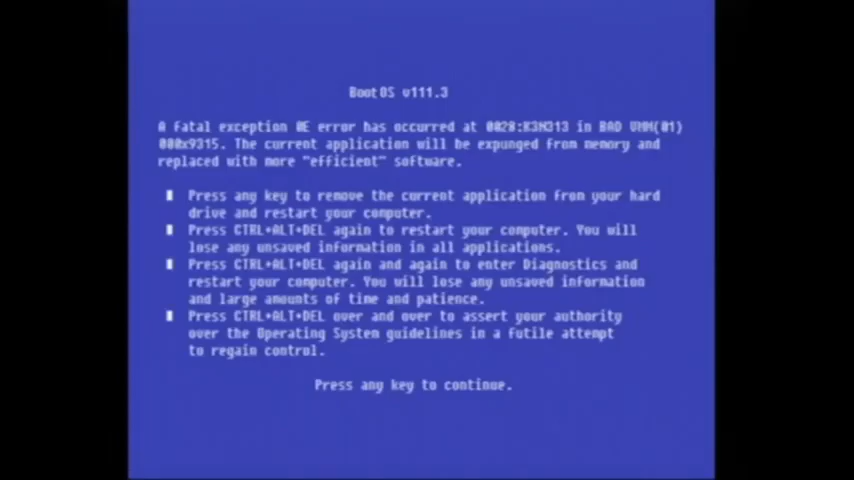 BootOS v111.3
A Fatal exception 0E error has occurred at 0028:K3N313 in BAD VMM(01)
000x9315. The current application will be expunged from memory and
replaced with more "efficient" software.
Press any key to remove the current application from your hard
drive and restart your computer.
Press CTRL+ALT+DEL again to restart your computer. You will
lose any unsaved information in all applications.
Press CTRL+ALT+DEL again and again to enter Diagnostics and
restart your computer. You will lose any unsaved information
and large amounts of time and patience.
Press CTRL+ALT+DEL over and over to assert your authority
over the Operating System guidelines in a futile attempt
to regain control.
Press any key to continue.